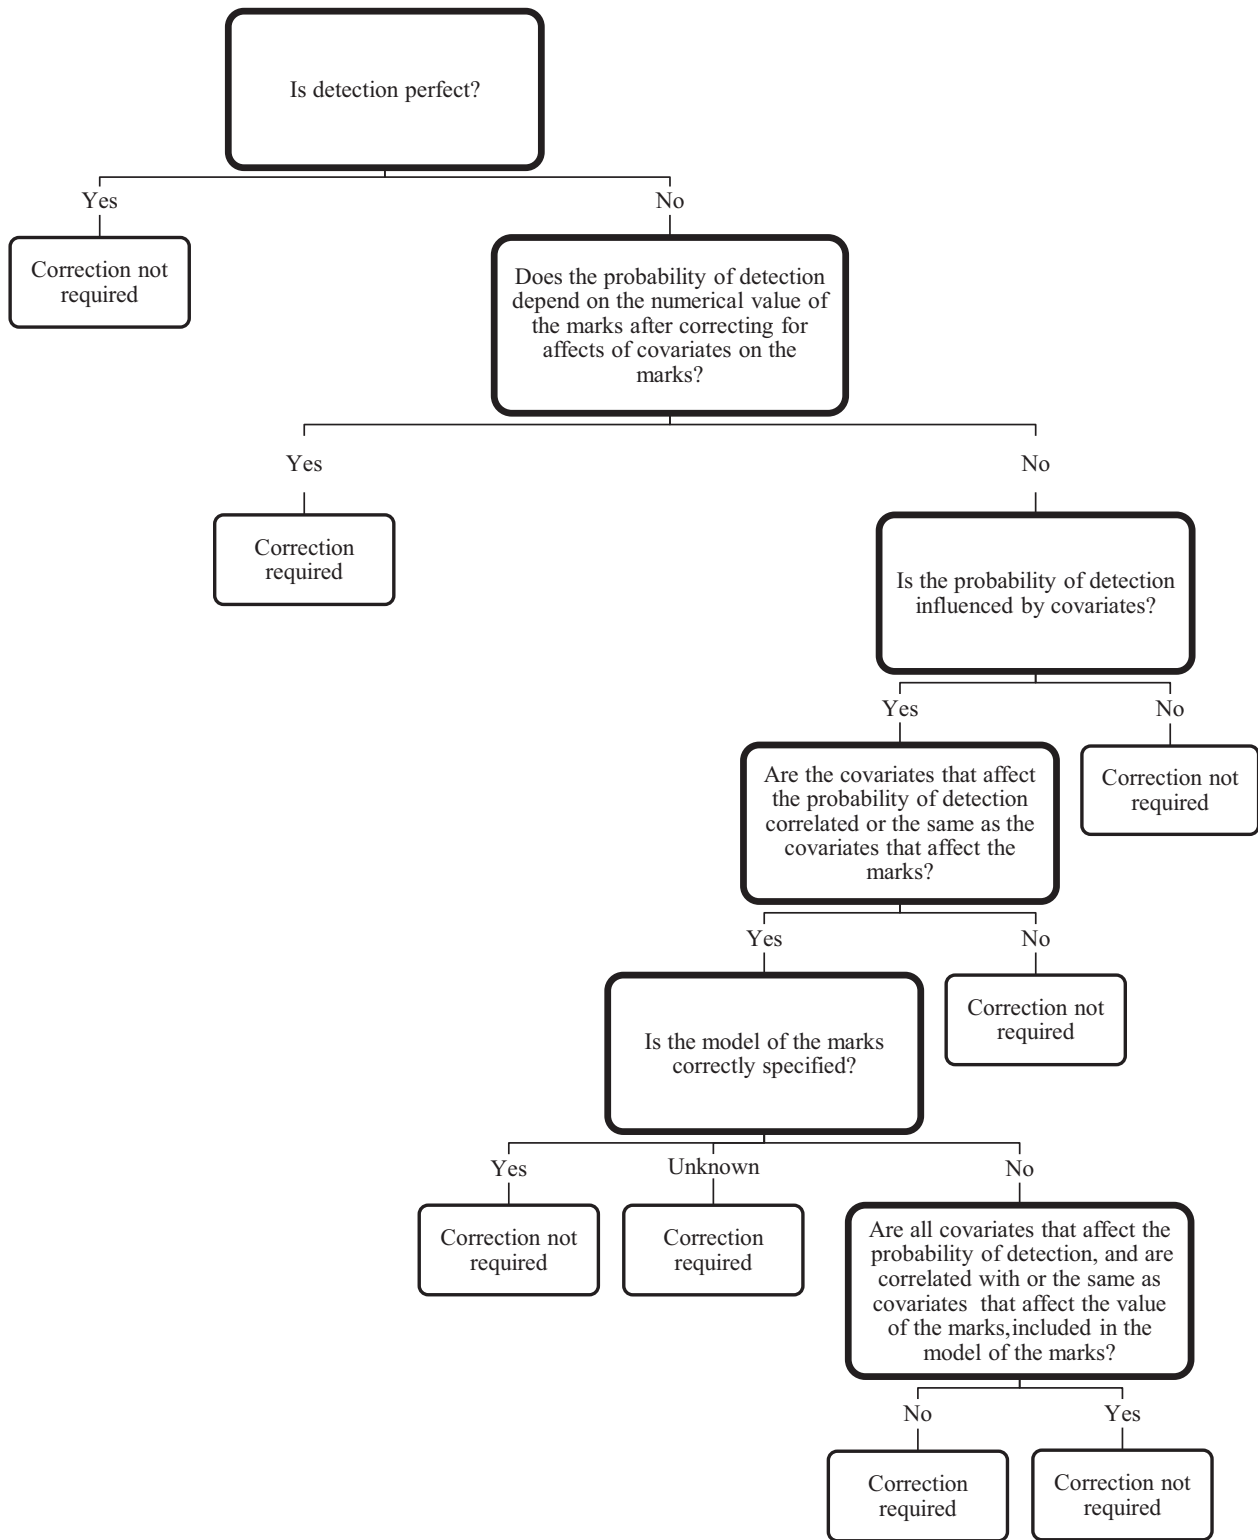 Is detection perfect?
Yes
No
Correction not
required
Does the probability of detection
depend on the numerical value of
the marks after correcting for
affects of covariates on the
marks?
Yes
No
Correction
required
Is the probability of detection
influenced by covariates?
Yes
No
Are the covariates that affect
the probability of detection
correlated or the same as the
covariates that affect the
marks?
Correction not
required
Yes
No
Is the model of the marks
correctly specified?
Correction not
required
Yes
Unknown
No
Correction not
required
Correction
required
Are all covariates that affect the
probability of detection, and are
correlated with or the same as
covariates that affect the value
of the marks,included in the
model of the marks?
No
Yes
Correction
required
Correction not
required